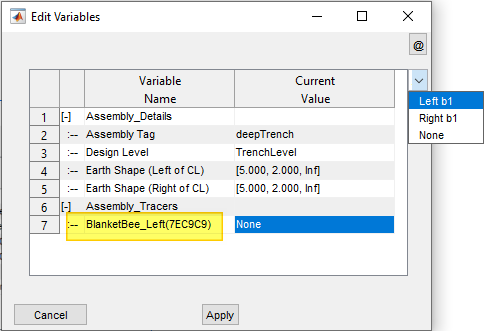 Edit Variables
@
Variable Name Current Value
1 [-] Assembly_Details
2 :-- Assembly Tag deepTrench
3 :-- Design Level TrenchLevel
4 :-- Earth Shape (Left of CL) [5.000, 2.000, Inf]
5 :-- Earth Shape (Right of CL) [5.000, 2.000, Inf]
6 [-] Assembly_Tracers
7 :-- BlanketBee_Left(7EC9C9) None
Left b1
Right b1
None
Cancel Apply